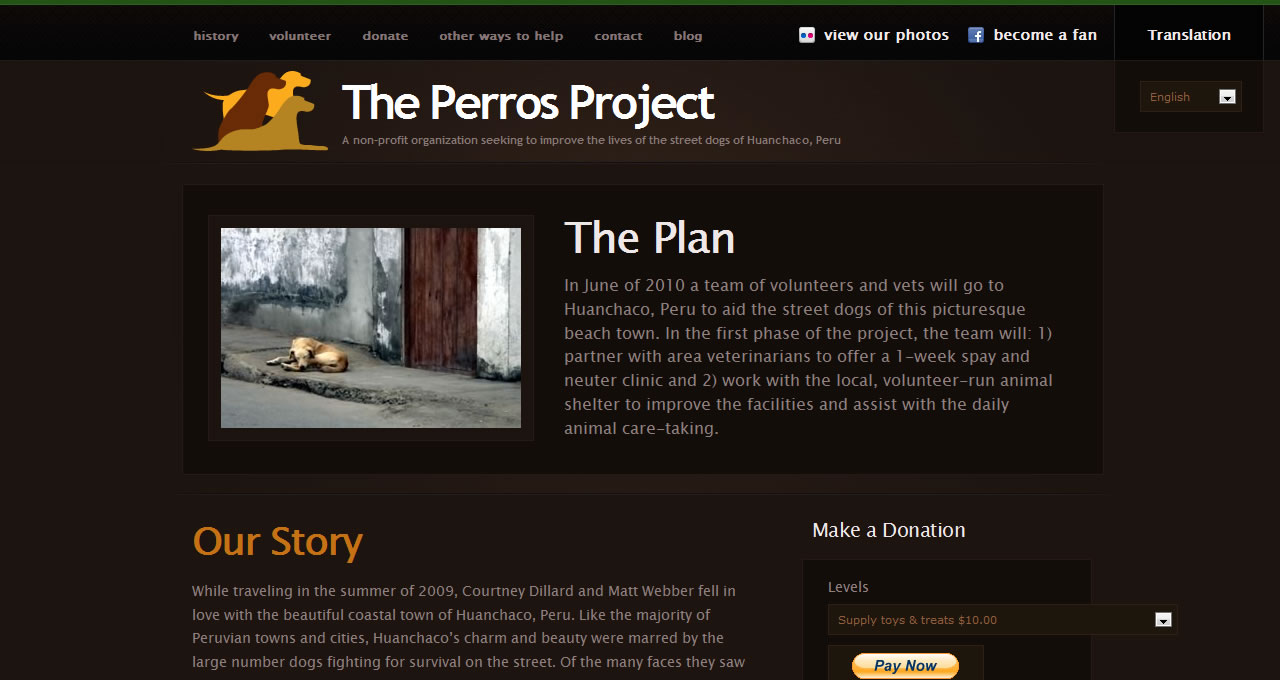 history volunteer donate other ways to help contact blog view our photos become a fan Translation
English
The Perros Project
A non-profit organization seeking to improve the lives of the street dogs of Huanchaco, Peru
The Plan
In June of 2010 a team of volunteers and vets will go to
Huanchaco, Peru to aid the street dogs of this picturesque
beach town. In the first phase of the project, the team will: 1)
partner with area veterinarians to offer a 1-week spay and
neuter clinic and 2) work with the local, volunteer-run animal
shelter to improve the facilities and assist with the daily
animal care-taking.
Our Story
While traveling in the summer of 2009, Courtney Dillard and Matt Webber fell in
love with the beautiful coastal town of Huanchaco, Peru. Like the majority of
Peruvian towns and cities, Huanchaco's charm and beauty were marred by the
large number dogs fighting for survival on the street. Of the many faces they saw
Make a Donation
Levels
Supply toys & treats $10.00
Pay Now